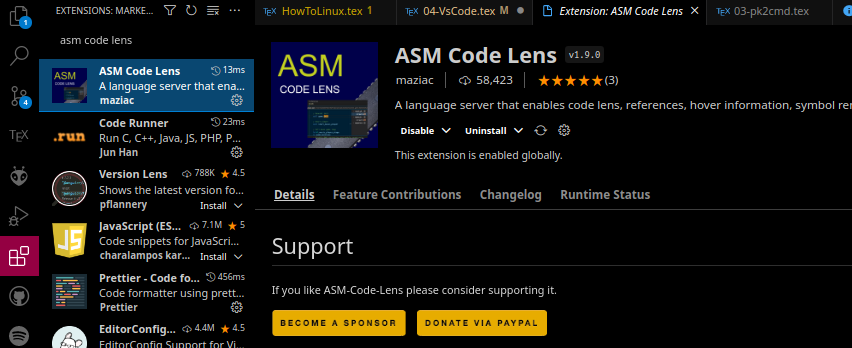 EXTENSIONS: MARKE...
HowToLinux.tex 1
04-VsCode.tex M
Extension: ASM Code Lens
03-pk2cmd.tex
1
asm code lens
ASM Code Lens 13ms
A language server that ena...
maziac
4
TEX
.run
Code Runner 23ms
Run C, C++, Java, JS, PHP, P...
Jun Han
Version Lens 788K 4.5
Shows the latest version fo...
pflannery Install
JS
JavaScript (ES... 7.1M 5
Code snippets for JavaScri...
charalampos kar... Install
Prettier - Code fo... 456ms
Code formatter using prett...
Prettier
EditorConfig... 4.4M 4.5
EditorConfig Support for Vi...
ASM
CODE LENS
ASM Code Lens v1.9.0
maziac 58,423 (3)
A language server that enables code lens, references, hover information, symbol re
Disable Uninstall
This extension is enabled globally.
Details Feature Contributions Changelog Runtime Status
Support
If you like ASM-Code-Lens please consider supporting it.
BECOME A SPONSOR DONATE VIA PAYPAL